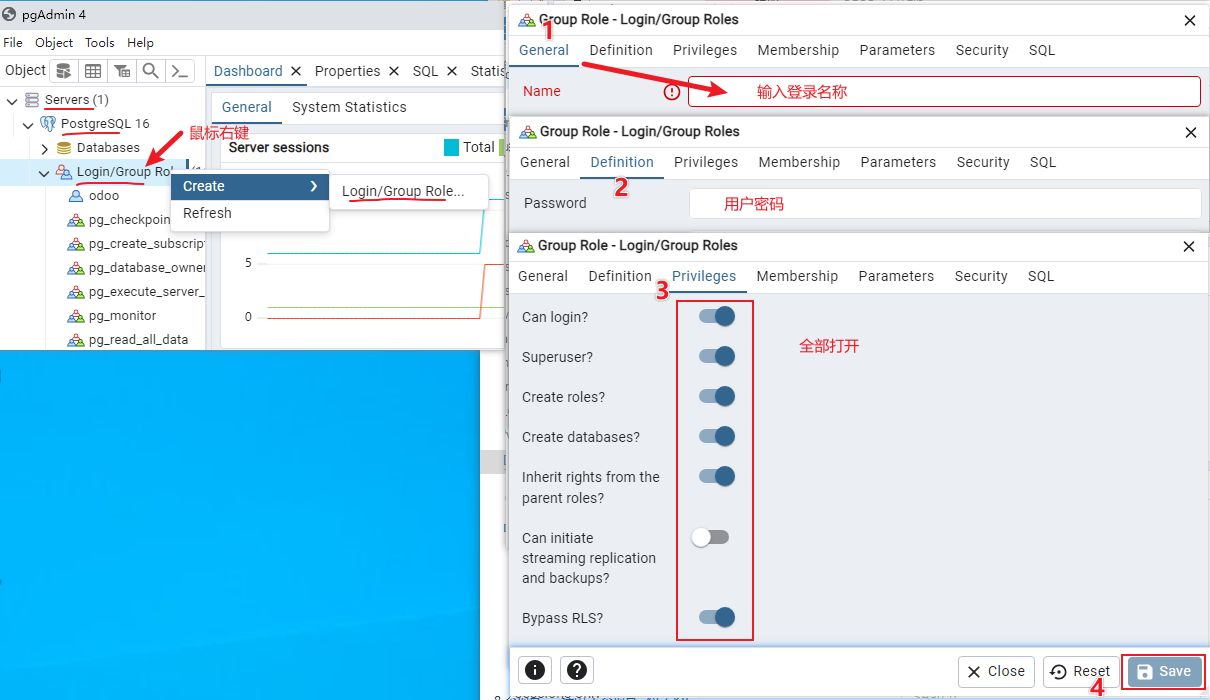 pgAdmin 4
File Object Tools Help
Object
Dashboard Properties SQL Statis
Servers (1)
PostgreSQL 16
Databases
Login/Group Rol
odoo
pg_checkpoin
pg_create_subscript
pg_database_owner
pg_execute_server_
pg_monitor
pg_read_all_data
鼠标右键
General System Statistics
Server sessions
Total
Create
Refresh
Login/Group Role...
5
0
Group Role - Login/Group Roles
1
General Definition Privileges Membership Parameters Security SQL
Name
输入登录名称
Group Role - Login/Group Roles
General Definition Privileges Membership Parameters Security SQL
2
Password
用户密码
Group Role - Login/Group Roles
General Definition Privileges Membership Parameters Security SQL
3
Can login?
Superuser?
全部打开
Create roles?
Create databases?
Inherit rights from the
parent roles?
Can initiate
streaming replication
and backups?
Bypass RLS?
Close Reset Save
4